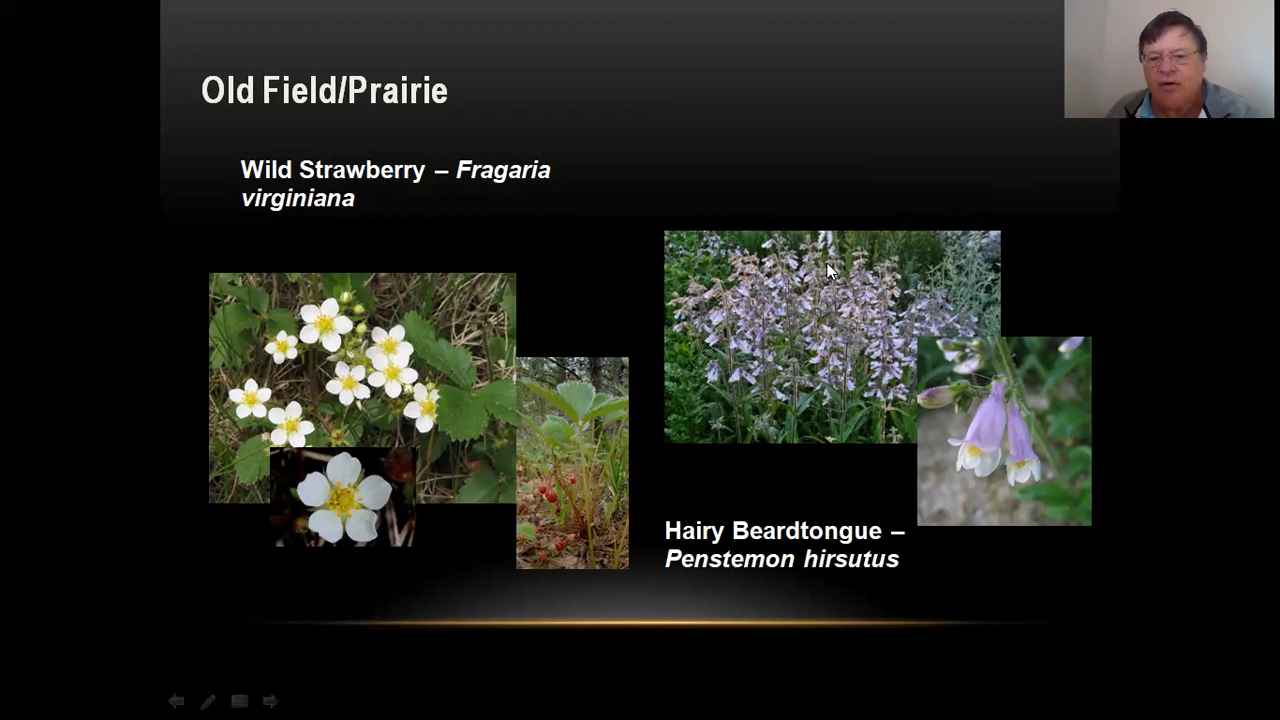 Old Field/Prairie
Wild Strawberry – Fragaria
virginiana
Hairy Beardtongue –
Penstemon hirsutus